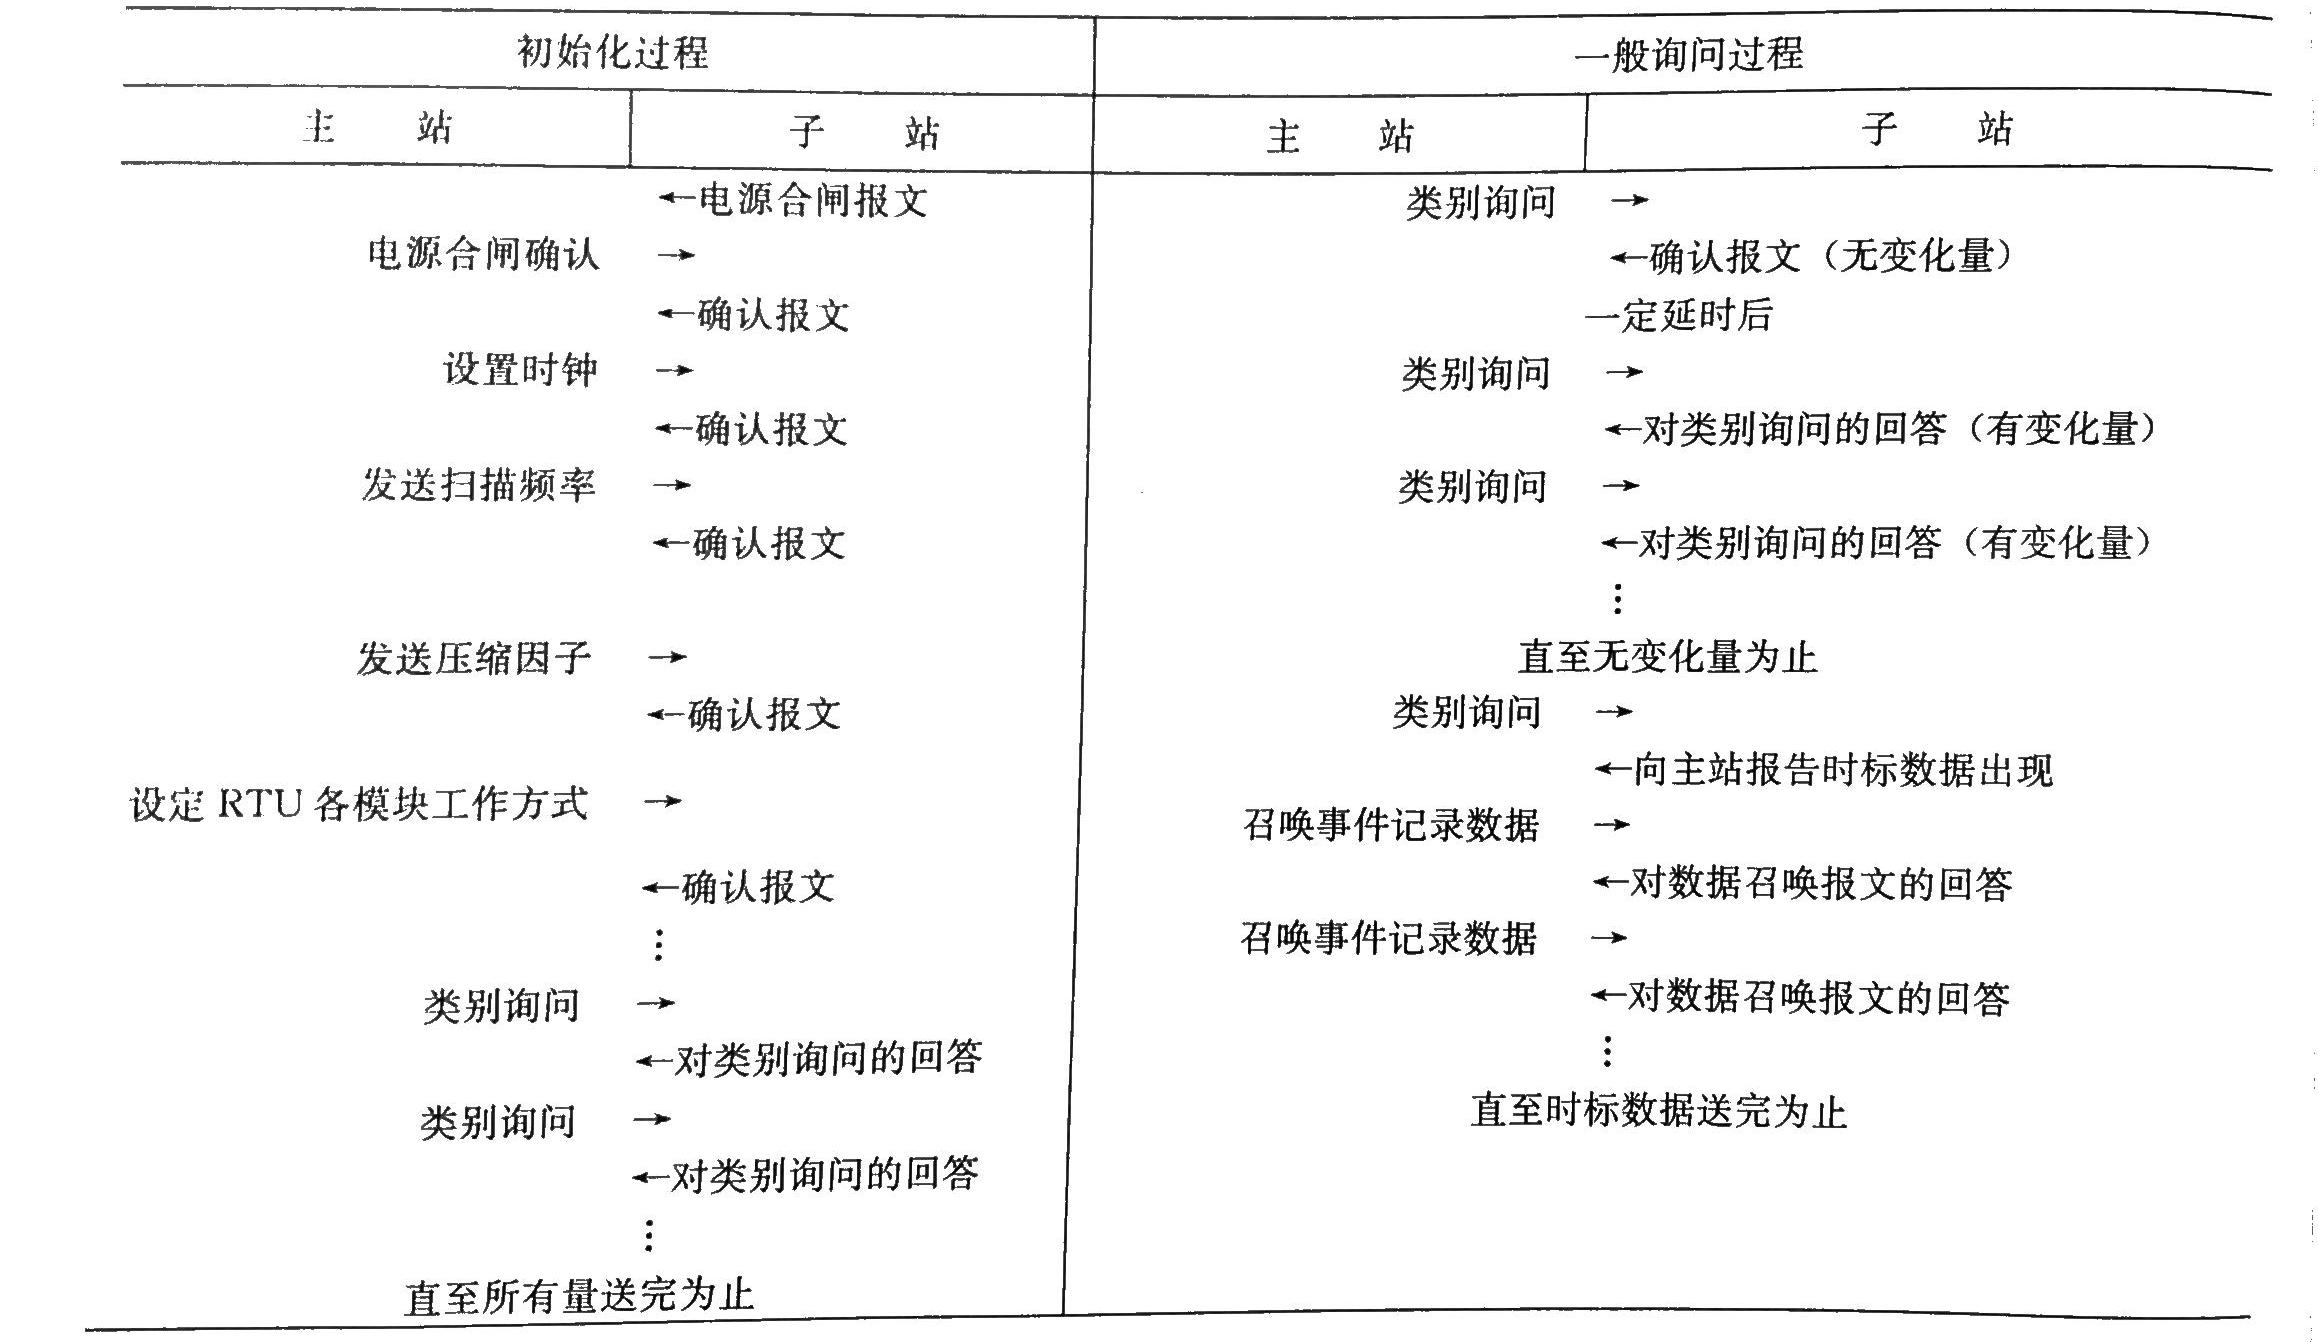 初始化过程
主 站 子 站
←电源合闸报文
电源合闸确认 →
←确认报文
设置时钟 →
←确认报文
发送扫描频率 →
←确认报文
发送压缩因子 →
←确认报文
设定 RTU 各模块工作方式 →
←确认报文
⋮
类别询问 →
←对类别询问的回答
类别询问 →
←对类别询问的回答
⋮
直至所有量送完为止
一般询问过程
主 站 子 站
类别询问 →
←确认报文（无变化量）
一定延时后
类别询问 →
←对类别询问的回答（有变化量）
类别询问 →
←对类别询问的回答（有变化量）
⋮
直至无变化量为止
类别询问 →
←向主站报告时标数据出现
召唤事件记录数据 →
←对数据召唤报文的回答
召唤事件记录数据 →
←对数据召唤报文的回答
⋮
直至时标数据送完为止